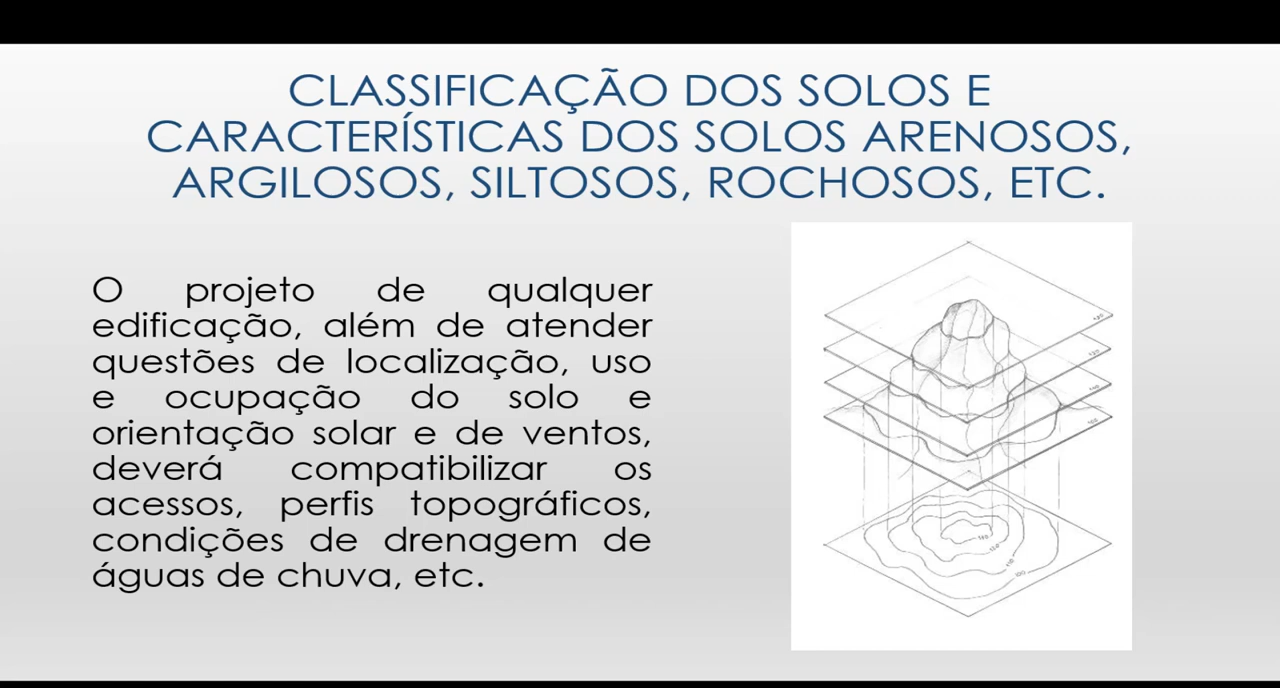 CLASSIFICAÇÃO DOS SOLOS E
CARACTERÍSTICAS DOS SOLOS ARENOSOS,
ARGILOSOS, SILTOSOS, ROCHOSOS, ETC.
O projeto de qualquer
edificação, além de atender
questões de localização, uso
e ocupação do solo e
orientação solar e de ventos,
deverá compatibilizar os
acessos, perfis topográficos,
condições de drenagem de
águas de chuva, etc.